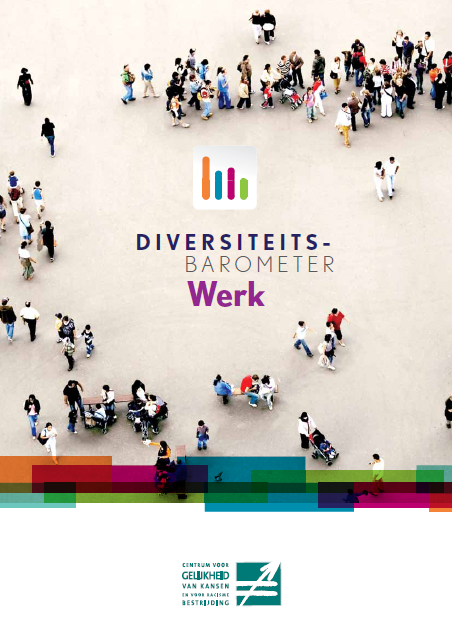 DIVERSITEITS-
BAROMETER
Werk
CENTRUM VOOR
GELIJKHEID
VAN KANSEN
EN VOOR RACISME
BESTRIJDING